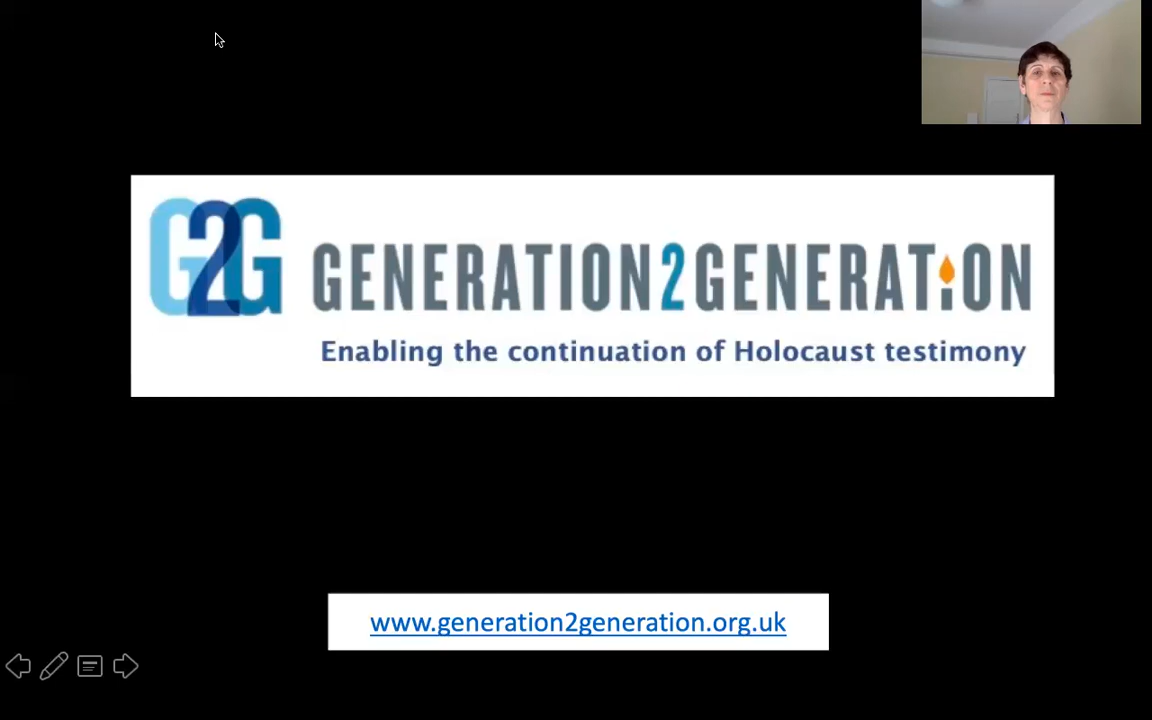 G2G GENERATION2GENERATION
Enabling the continuation of Holocaust testimony
www.generation2generation.org.uk